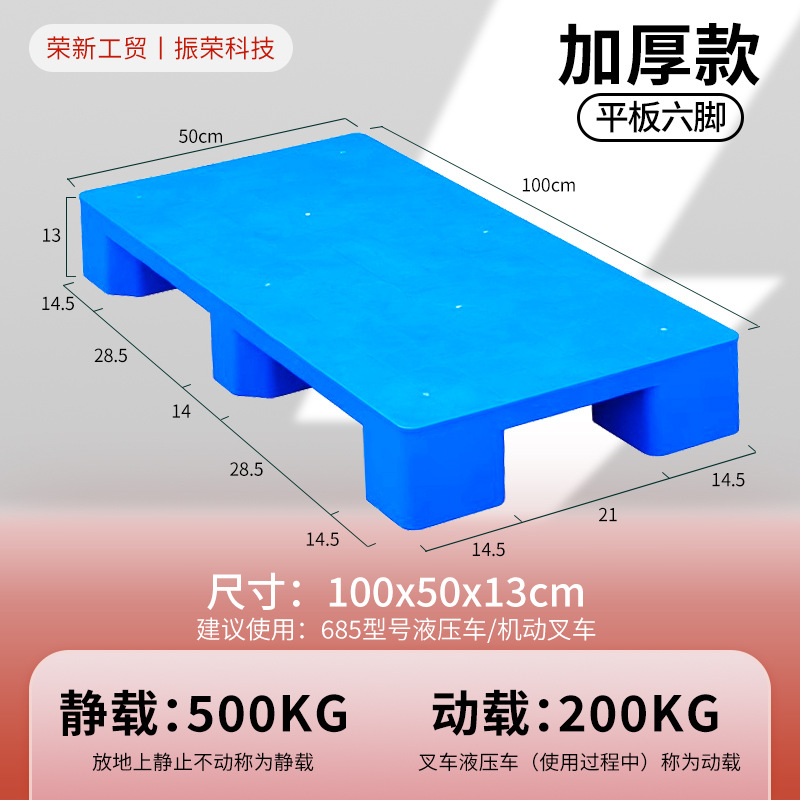 荣新工贸丨振荣科技
加厚款
平板六脚
50cm
100cm
13
14.5
28.5
14
28.5
14.5
14.5
21
14.5
尺寸：100x50x13cm
建议使用：685型号液压车/机动叉车
静载:500KG
动载:200KG
放地上静止不动称为静载
叉车液压车（使用过程中）称为动载